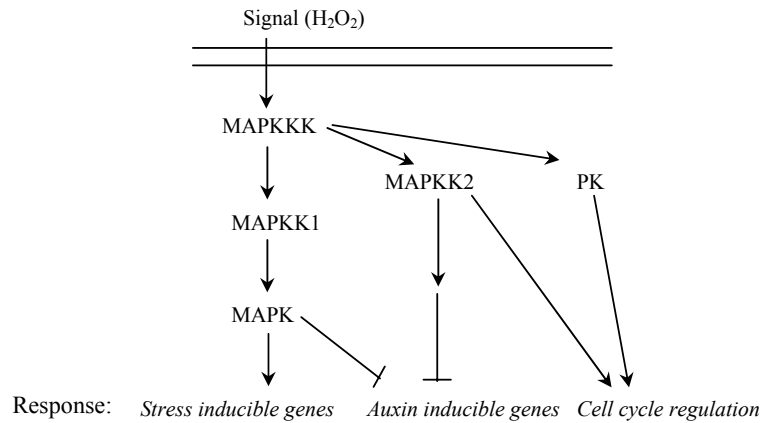 Signal (H₂O₂)
MAPKKK
MAPKK2 PK
MAPKK1
MAPK
Response: Stress inducible genes Auxin inducible genes Cell cycle regulation